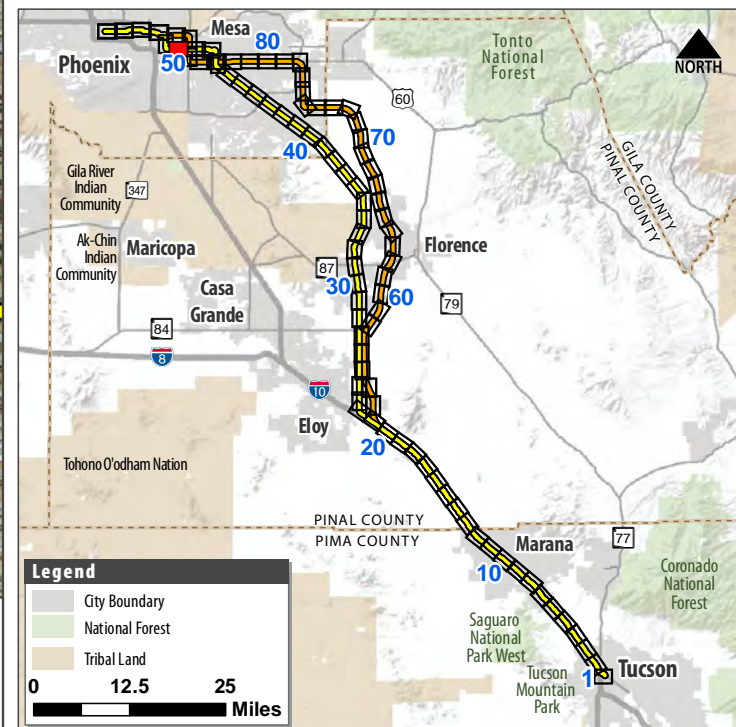 Mesa
80
Phoenix
50
Tonto
National
Forest
NORTH
60
70
40
GILA COUNTY
PINAL COUNTY
Gila River
Indian
Community
347
Ak-Chin
Indian
Community
Maricopa
Florence
87
Casa
Grande
30
60
79
84
8
10
Eloy
20
Tohono O'odham Nation
PINAL COUNTY
PIMA COUNTY
Marana
77
10
Coronado
National
Forest
Saguaro
National
Park West
Tucson
Mountain
Park
1
Tucson
Legend
City Boundary
National Forest
Tribal Land
0 12.5 25
Miles